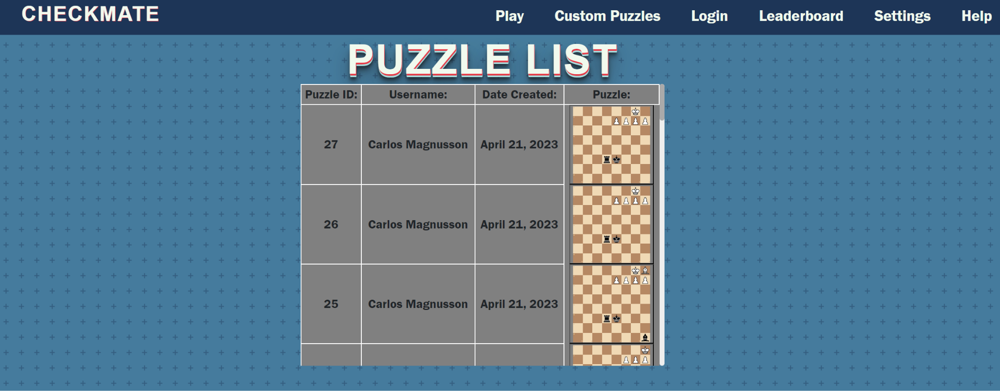 CHECKMATE
Play Custom Puzzles Login Leaderboard Settings Help
PUZZLE LIST
Puzzle ID: Username: Date Created: Puzzle:
27 Carlos Magnusson April 21, 2023
26 Carlos Magnusson April 21, 2023
25 Carlos Magnusson April 21, 2023